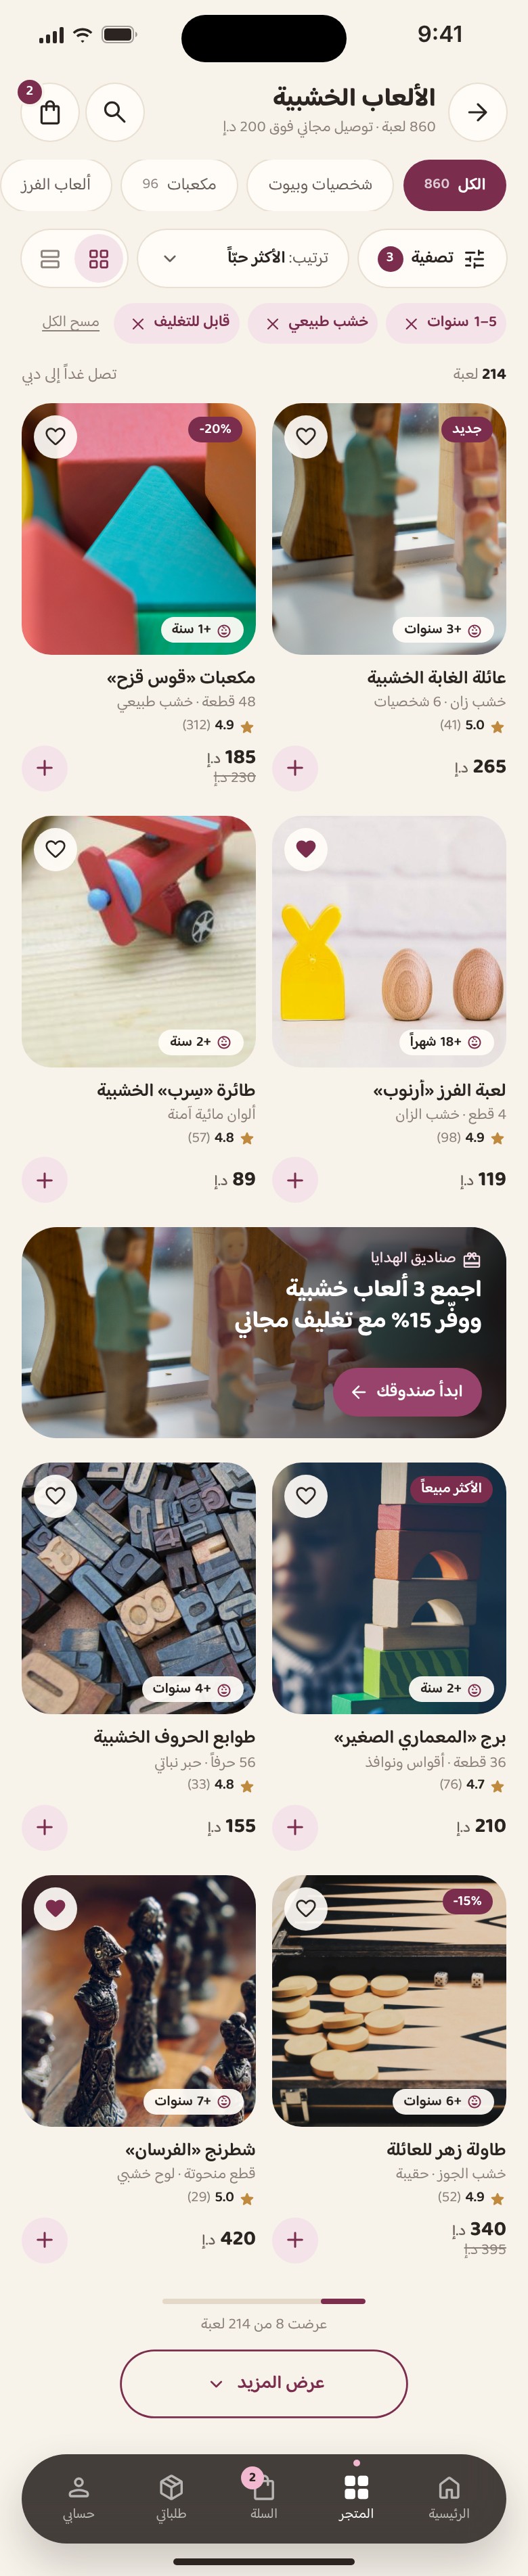 9:41
الألعاب الخشبية
860 لعبة · توصيل مجاني فوق 200 د.إ
2
الكل 860
شخصيات وبيوت
مكعبات 96
ألعاب الفرز
تصفية 3
ترتيب: الأكثر حبّاً
1–5 سنوات
خشب طبيعي
قابل للتغليف
مسح الكل
214 لعبة
تصل غداً إلى دبي
جديد
+3 سنوات
عائلة الغابة الخشبية
خشب زان · 6 شخصيات
5.0 (41)
265 د.إ
-20%
+1 سنة
مكعبات «قوس قزح»
48 قطعة · خشب طبيعي
4.9 (312)
185 د.إ
230 د.إ
+18 شهراً
لعبة الفرز «أرنوب»
4 قطع · خشب الزان
4.9 (98)
119 د.إ
+2 سنة
طائرة «سِرب» الخشبية
ألوان مائية آمنة
4.8 (57)
89 د.إ
صناديق الهدايا
اجمع 3 ألعاب خشبية
ووفّر 15% مع تغليف مجاني
ابدأ صندوقك
الأكثر مبيعاً
+2 سنة
برج «المعماري الصغير»
36 قطعة · أقواس ونوافذ
4.7 (76)
210 د.إ
+4 سنوات
طوابع الحروف الخشبية
56 حرفاً · حبر نباتي
4.8 (33)
155 د.إ
-15%
+6 سنوات
طاولة زهر للعائلة
خشب الجوز · حقيبة
4.9 (52)
340 د.إ
395 د.إ
+7 سنوات
شطرنج «الفرسان»
قطع منحوتة · لوح خشبي
5.0 (29)
420 د.إ
عرضت 8 من 214 لعبة
عرض المزيد
الرئيسية
المتجر
2
السلة
طلباتي
حسابي